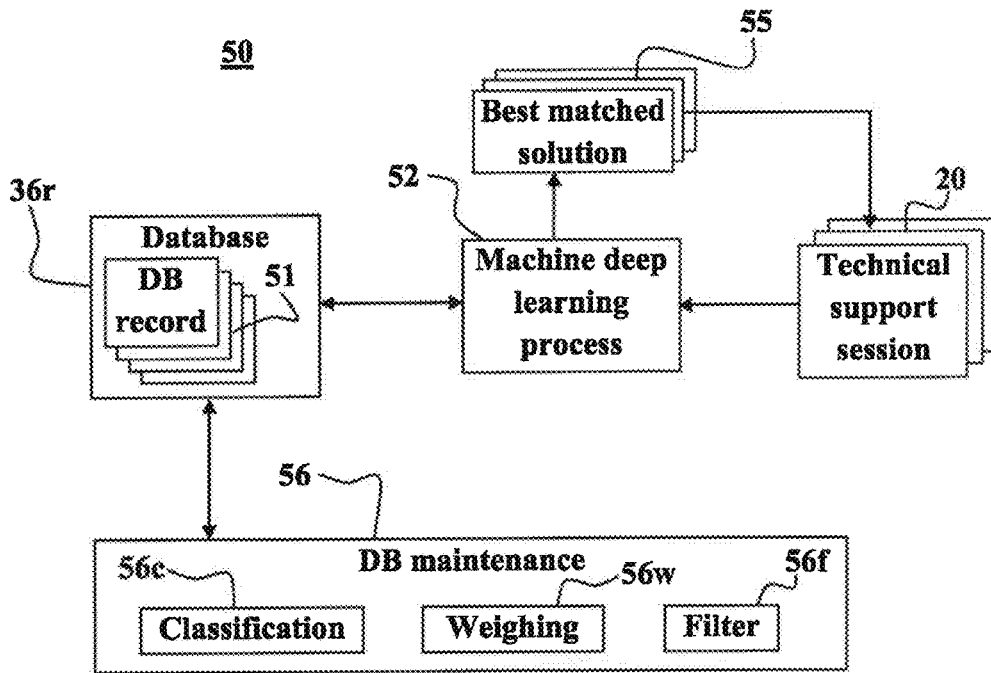 50
55
Best matched
solution
52
20
36r
Database
DB
record
51
Machine deep
learning
process
Technical
support
session
56
DB maintenance
56c
56w
56f
Classification
Weighing
Filter